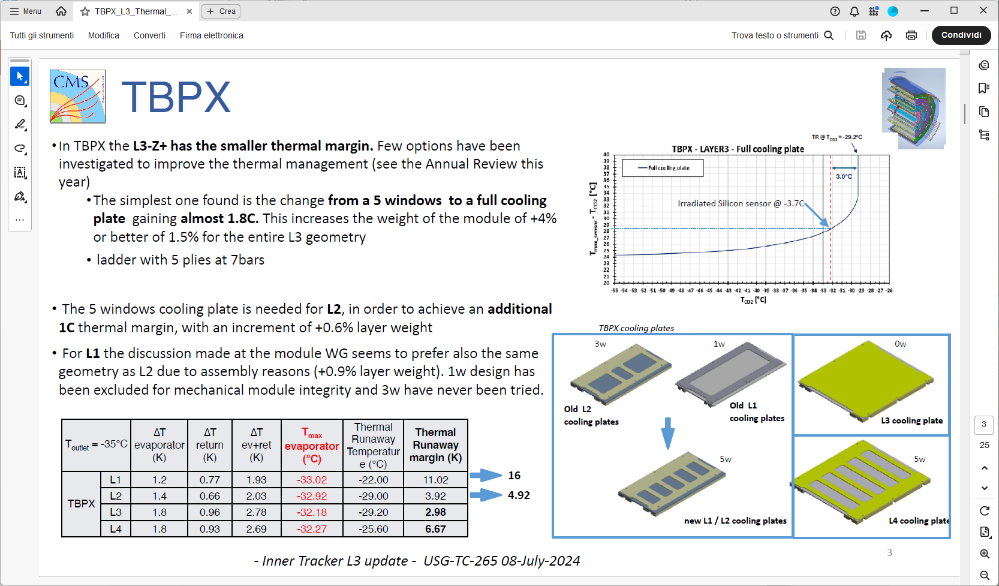 Menu
TBPX_L3_Thermal_...
Crea
Tutti gli strumenti
Modifica
Converti
Firma elettronica
Trova testo o strumenti
Condividi
CMS
TBPX
• In TBPX the L3-Z+ has the smaller thermal margin. Few options have been
investigated to improve the thermal management (see the Annual Review this
year)
• The simplest one found is the change from a 5 windows to a full cooling
plate gaining almost 1.8C. This increases the weight of the module of +4%
or better of 1.5% for the entire L3 geometry
• ladder with 5 plies at 7bars
• The 5 windows cooling plate is needed for L2, in order to achieve an additional
1C thermal margin, with an increment of +0.6% layer weight
• For L1 the discussion made at the module WG seems to prefer also the same
geometry as L2 due to assembly reasons (+0.9% layer weight). 1w design has
been excluded for mechanical module integrity and 3w have never been tried.
TR @ TCO2 = -29.2°C
TBPX - LAYER3 - Full cooling plate
Full cooling plate
3.0°C
Irradiated Silicon sensor @ -3.7C
Tmax_sensor - TCO2 [°C]
40
39
38
37
36
35
34
33
32
31
30
29
28
27
26
25
24
23
22
21
20
-55 -54 -53 -52 -51 -50 -49 -48 -47 -46 -45 -44 -43 -42 -41 -40 -39 -38 -37 -36 -35 -34 -33 -32 -31 -30 -29 -28 -27 -26
TCO2 [°C]
TBPX cooling plates
3w
1w
0w
Old L2
cooling plates
Old L1
cooling plates
L3 cooling plate
5w
5w
new L1 / L2 cooling plates
L4 cooling plate
Toutlet = -35°C
ΔT
evaporator
(K)
ΔT
return
(K)
ΔT
ev+ret
(K)
Tmax
evaporator
(°C)
Thermal
Runaway
Temperatur
e (°C)
Thermal
Runaway
margin (K)
TBPX
L1 1.2 0.77 1.93 -33.02 -22.00 11.02
16
L2 1.4 0.66 2.03 -32.92 -29.00 3.92
4.92
L3 1.8 0.96 2.78 -32.18 -29.20 2.98
L4 1.8 0.93 2.69 -32.27 -25.60 6.67
- Inner Tracker L3 update - USG-TC-265 08-July-2024
3
3
25